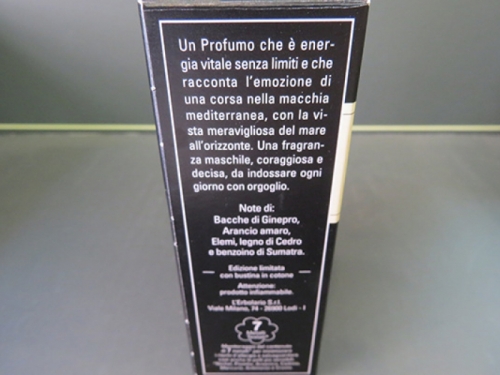 Un Profumo che è ener-
gia vitale senza limiti e che
racconta l'emozione di
una corsa nella macchia
mediterranea, con la vi-
sta meravigliosa del mare
all'orizzonte. Una fragran-
za maschile, coraggiosa e
decisa, da indossare ogni
giorno con orgoglio.
Note di:
Bacche di Ginepro,
Arancio amaro,
Elemi, legno di Cedro
e benzoino di Sumatra.
Edizione limitata
con bustina in cotone
Attenzione:
prodotto infiammabile.
L'Erbolario S.r.l.
Viale Milano, 74 - 26900 Lodi - I
7